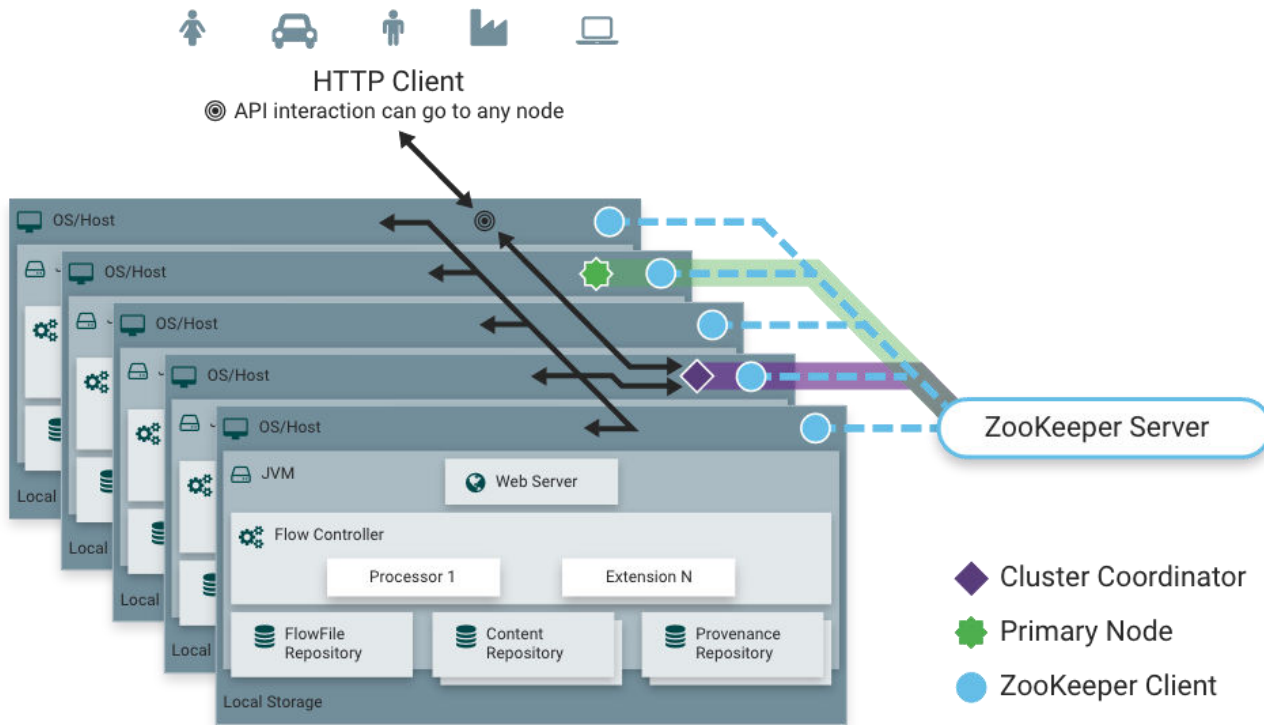 HTTP Client
API interaction can go to any node
OS/Host
OS/Host
OS/Host
OS/Host
OS/Host
JVM
Web Server
Flow Controller
Processor 1
Extension N
FlowFile
Repository
Content
Repository
Provenance
Repository
Local
Local
Local
Local
Local Storage
ZooKeeper Server
Cluster Coordinator
Primary Node
ZooKeeper Client